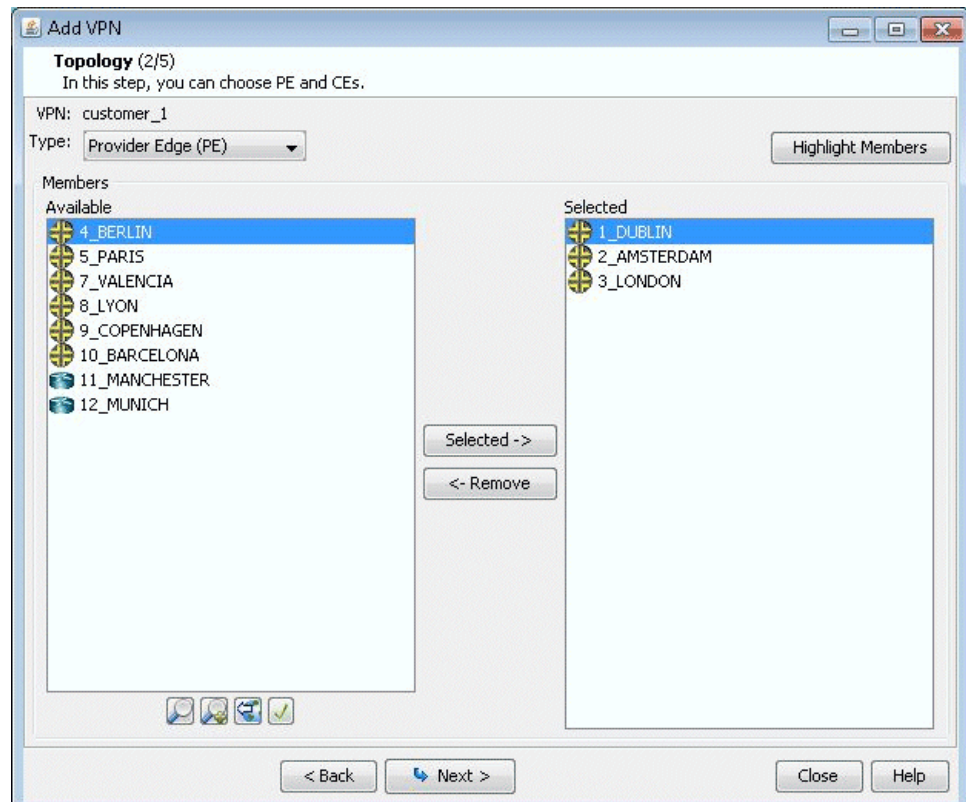 Add VPN
Topology (2/5)
In this step, you can choose PE and CEs.
VPN: customer_1
Type: Provider Edge (PE)
Highlight Members
Members
Available
4_BERLIN
5_PARIS
7_VALENCIA
8_LYON
9_COPENHAGEN
10_BARCELONA
11_MANCHESTER
12_MUNICH
Selected ->
<- Remove
Selected
1_DUBLIN
2_AMSTERDAM
3_LONDON
< Back
Next >
Close
Help